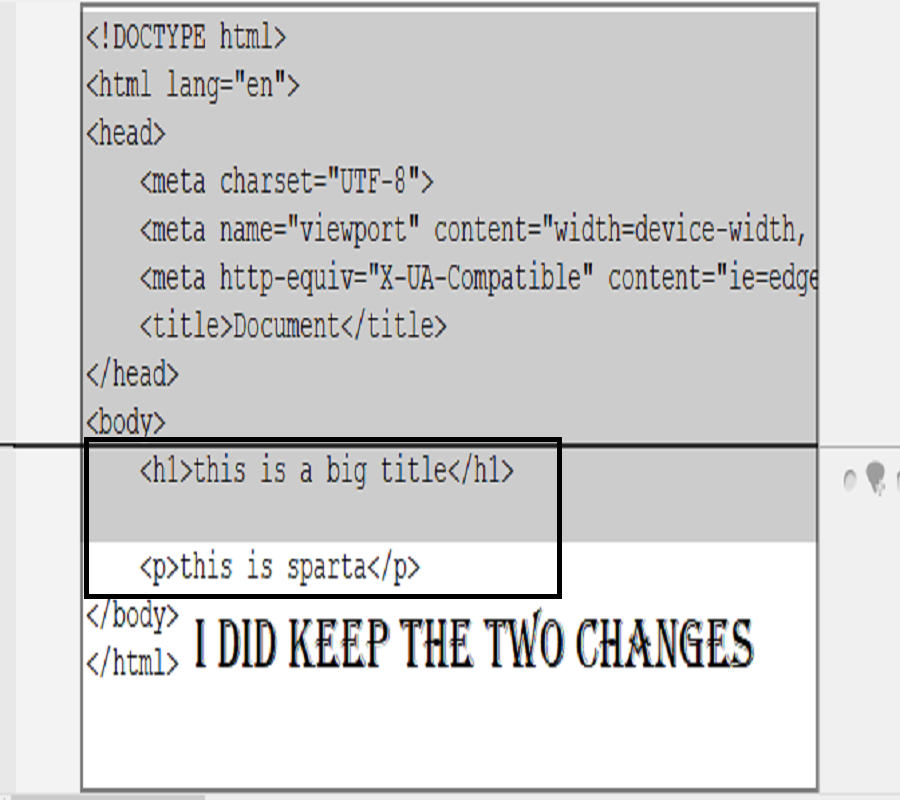 <!DOCTYPE html>
<html lang="en">
<head>
    <meta charset="UTF-8">
    <meta name="viewport" content="width=device-width,
    <meta http-equiv="X-UA-Compatible" content="ie=edge
    <title>Document</title>
</head>
<body>
    <h1>this is a big title</h1>
    <p>this is sparta</p>
</body>
</html>
I DID KEEP THE TWO CHANGES